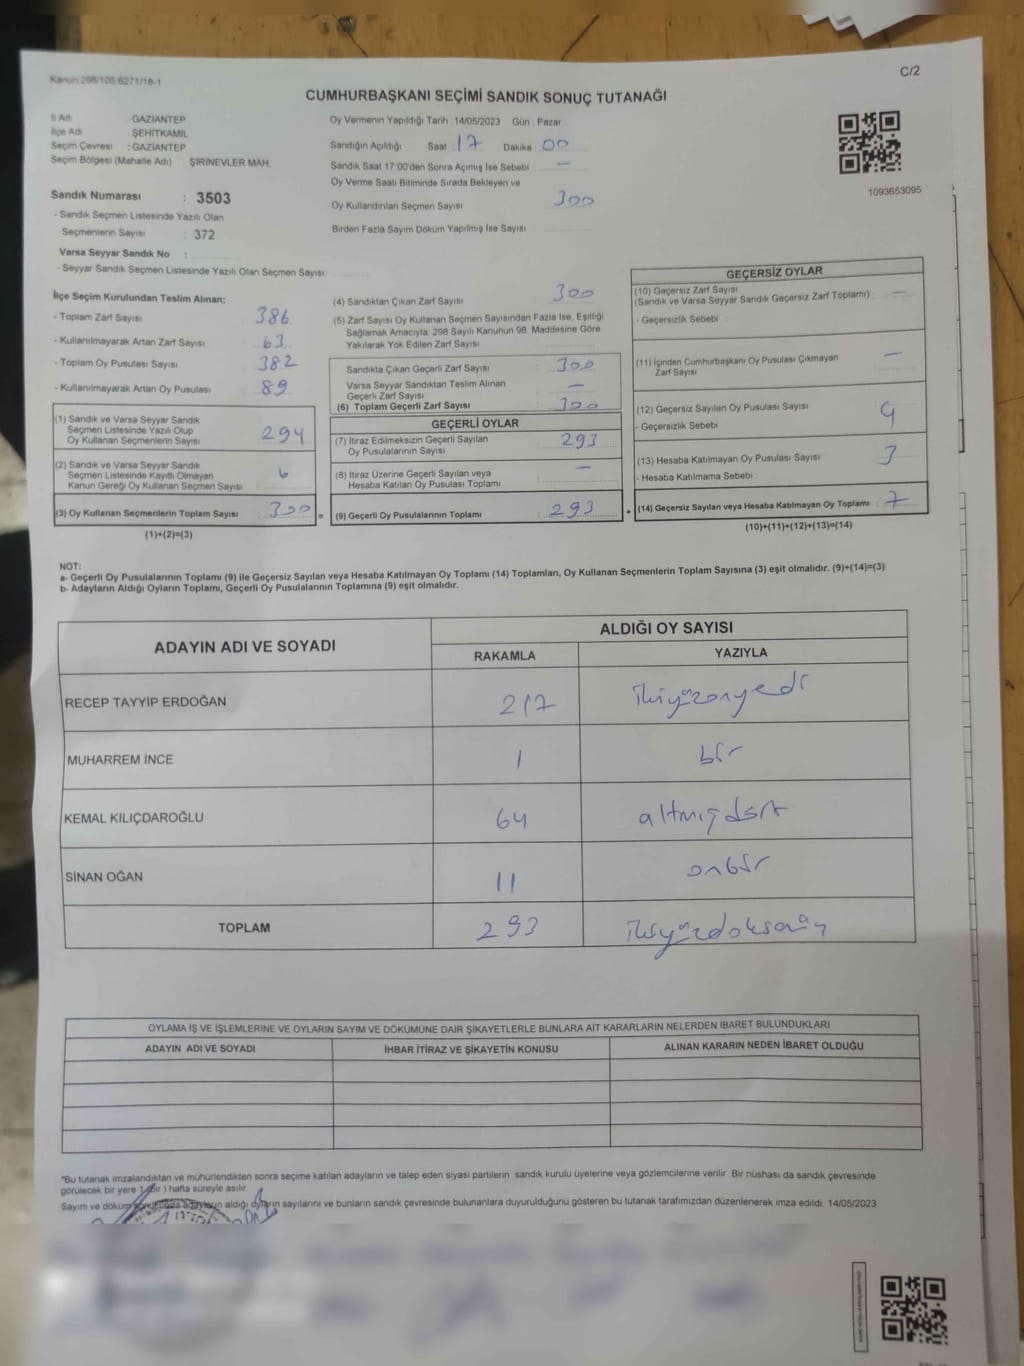 Kanun 298/105 6271/18-1
C/2
CUMHURBAŞKANI SEÇİMİ SANDIK SONUÇ TUTANAĞI
İl Adı : GAZİANTEP
İlçe Adı : ŞEHİTKAMİL
Seçim Çevresi : GAZİANTEP
Seçim Bölgesi (Mahalle Adı) : ŞİRİNEVLER MAH.
Sandık Numarası : 3503
- Sandık Seçmen Listesinde Yazılı Olan
Seçmenlerin Sayısı : 372
Varsa Seyyar Sandık No :
- Seyyar Sandık Seçmen Listesinde Yazılı Olan Seçmen Sayısı:
Oy Vermenin Yapıldığı Tarih :14/05/2023 Gün : Pazar
Sandığın Açıldığı Saat : 17 Dakika : 00
Sandık Saat 17:00'den Sonra Açımış İse Sebebi : —
Oy Verme Saati Bitiminde Sırada Bekleyen ve
Oy Kullandırılan Seçmen Sayısı : 300
Birden Fazla Sayım Döküm Yapılmış İse Sayısı :
1093653095
İlçe Seçim Kurulundan Teslim Alınan;
- Toplam Zarf Sayısı : 386
- Kullanılmayarak Artan Zarf Sayısı : 63
- Toplam Oy Pusulası Sayısı : 382
- Kullanılmayarak Artan Oy Pusulası : 89
(1) Sandık ve Varsa Seyyar Sandık
Seçmen Listesinde Yazılı Olup
Oy Kullanan Seçmenlerin Sayısı : 294
(2) Sandık ve Varsa Seyyar Sandık
Seçmen Listesinde Kayıtlı Olmayan
Kanun Gereği Oy Kullanan Seçmen Sayısı : 6
(3) Oy Kullanan Seçmenlerin Toplam Sayısı : 300
(1)+(2)=(3)
(4) Sandıktan Çıkan Zarf Sayısı : 300
(5) Zarf Sayısı Oy Kullanan Seçmen Sayısından Fazla İse, Eşitliği
Sağlamak Amacıyla, 298 Sayılı Kanunun 98. Maddesine Göre
Yakılarak Yok Edilen Zarf Sayısı :
Sandıkta Çıkan Geçerli Zarf Sayısı : 300
Varsa Seyyar Sandıktan Teslim Alınan
Geçerli Zarf Sayısı : —
(6) Toplam Geçerli Zarf Sayısı : 300
GEÇERLİ OYLAR
(7) İtiraz Edilmeksizin Geçerli Sayılan
Oy Pusulalarının Sayısı : 293
(8) İtiraz Üzerine Geçerli Sayılan veya
Hesaba Katılan Oy Pusulası Toplamı : —
= (9) Geçerli Oy Pusulalarının Toplamı : 293
GEÇERSİZ OYLAR
(10) Geçersiz Zarf Sayısı
(Sandık ve Varsa Seyyar Sandık Geçersiz Zarf Toplamı) : —
- Geçersizlik Sebebi :
(11) İçinden Cumhurbaşkanı Oy Pusulası Çıkmayan
Zarf Sayısı : —
(12) Geçersiz Sayılan Oy Pusulası Sayısı :
- Geçersizlik Sebebi :
(13) Hesaba Katılmayan Oy Pusulası Sayısı : 3
- Hesaba Katılmama Sebebi :
+ (14) Geçersiz Sayılan veya Hesaba Katılmayan Oy Toplamı : 7
(10)+(11)+(12)+(13)=(14)
NOT:
a- Geçerli Oy Pusulalarının Toplamı (9) ile Geçersiz Sayılan veya Hesaba Katılmayan Oy Toplamı (14) Toplamları, Oy Kullanan Seçmenlerin Toplam Sayısına (3) eşit olmalıdır. (9)+(14)=(3)
b- Adayların Aldığı Oyların Toplamı, Geçerli Oy Pusulalarının Toplamına (9) eşit olmalıdır.
ADAYIN ADI VE SOYADI
ALDIĞI OY SAYISI
RAKAMLA YAZIYLA
RECEP TAYYİP ERDOĞAN 217 ikiyüzonyedi
MUHARREM İNCE 1 bir
KEMAL KILIÇDAROĞLU 64 altmışdört
SİNAN OĞAN 11 onbir
TOPLAM 293 ikiyüzdoksanüç
OYLAMA İŞ VE İŞLEMLERİNE VE OYLARIN SAYIM VE DÖKÜMÜNE DAİR ŞİKAYETLERLE BUNLARA AİT KARARLARIN NELERDEN İBARET BULUNDUKLARI
ADAYIN ADI VE SOYADI İHBAR İTİRAZ VE ŞİKAYETİN KONUSU ALINAN KARARIN NEDEN İBARET OLDUĞU
*Bu tutanak imzalandıktan ve mühürlendikten sonra seçime katılan adayların ve talep eden siyasi partilerin sandık kurulu üyelerine veya gözlemcilerine verilir. Bir nüshası da sandık çevresinde
görülecek bir yere 1 (bir) hafta süreyle asılır.
Sayım ve döküm sonucunda adayların aldığı oyların sayılarını ve bunların sandık çevresinde bulunanlara duyurulduğunu gösteren bu tutanak tarafımızdan düzenlenerek imza edildi. 14/05/2023